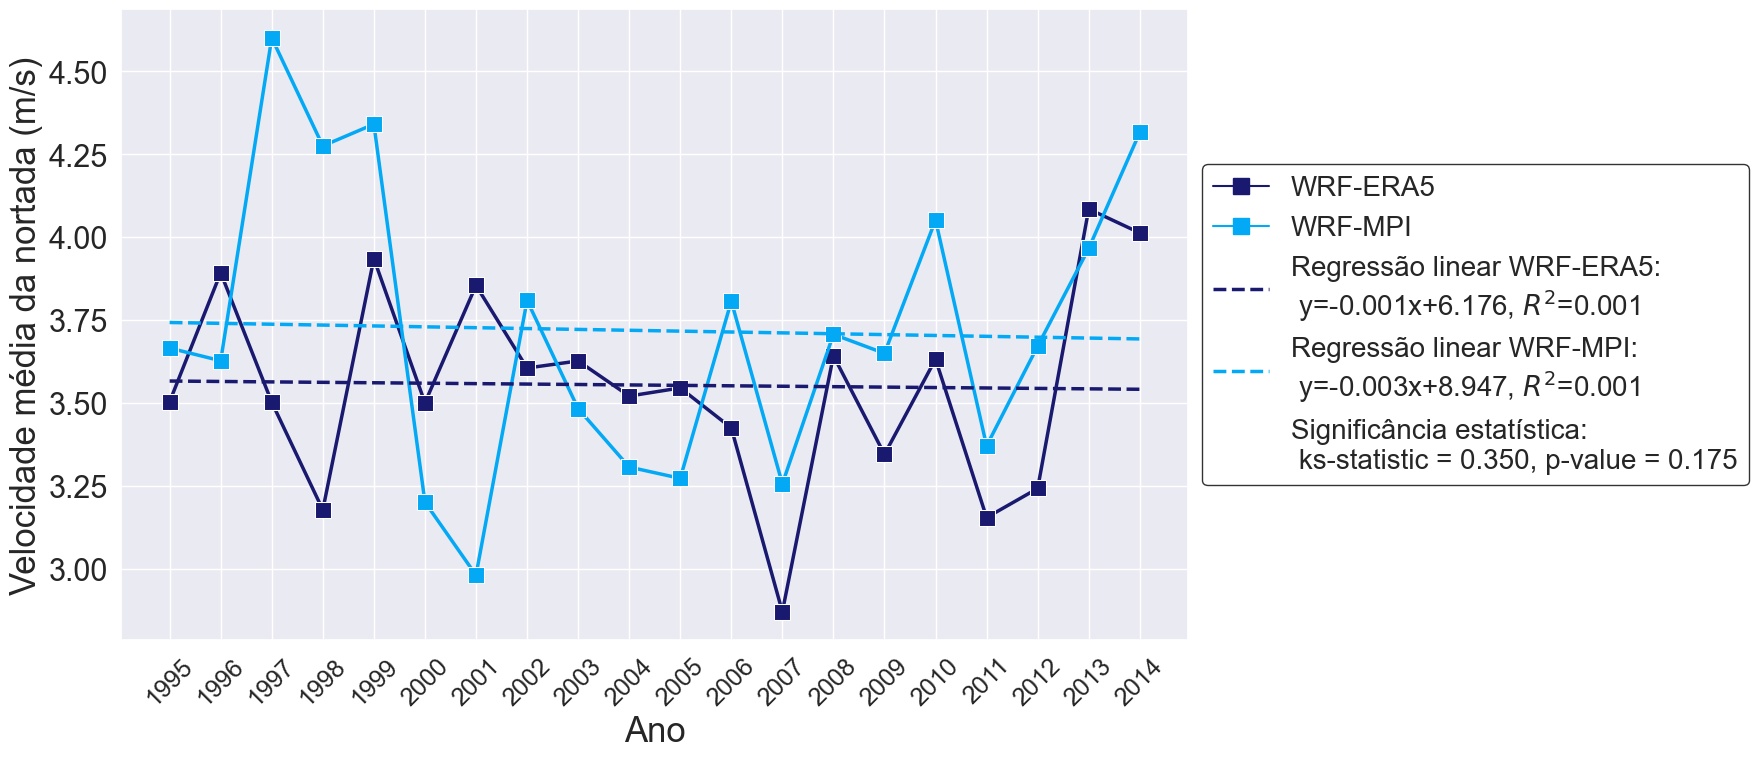 Velocidade média da nortada (m/s)
4.50
4.25
4.00
3.75
3.50
3.25
3.00
1995
1996
1997
1998
1999
2000
2001
2002
2003
2004
2005
2006
2007
2008
2009
2010
2011
2012
2013
2014
Ano
WRF-ERA5
WRF-MPI
Regressão linear WRF-ERA5:
y=-0.001x+6.176, R²=0.001
Regressão linear WRF-MPI:
y=-0.003x+8.947, R²=0.001
Significância estatística:
ks-statistic = 0.350, p-value = 0.175